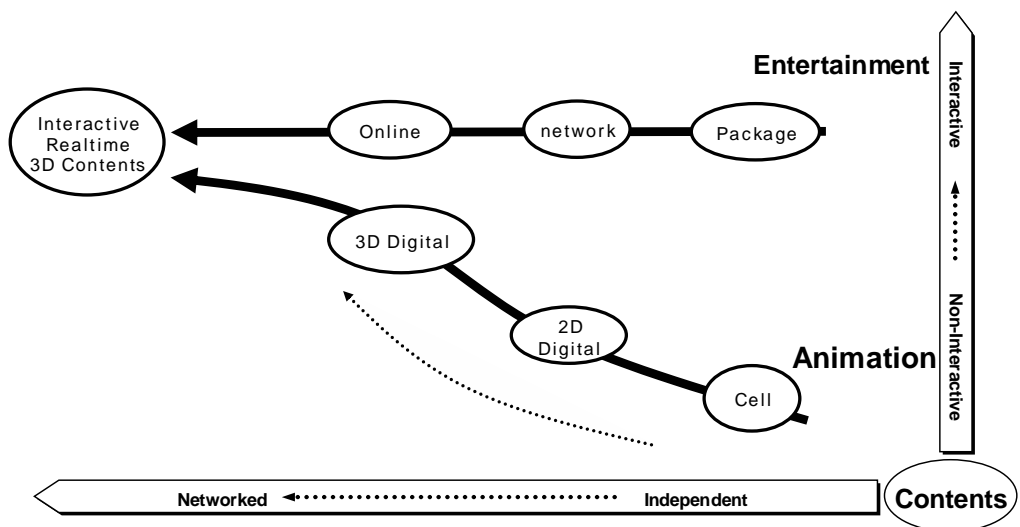 Entertainment
Interactive
Interactive
Realtime
3D Contents
Online
network
Package
3D Digital
2D
Digital
Animation
Non-Interactive
Cell
Networked
Independent
Contents